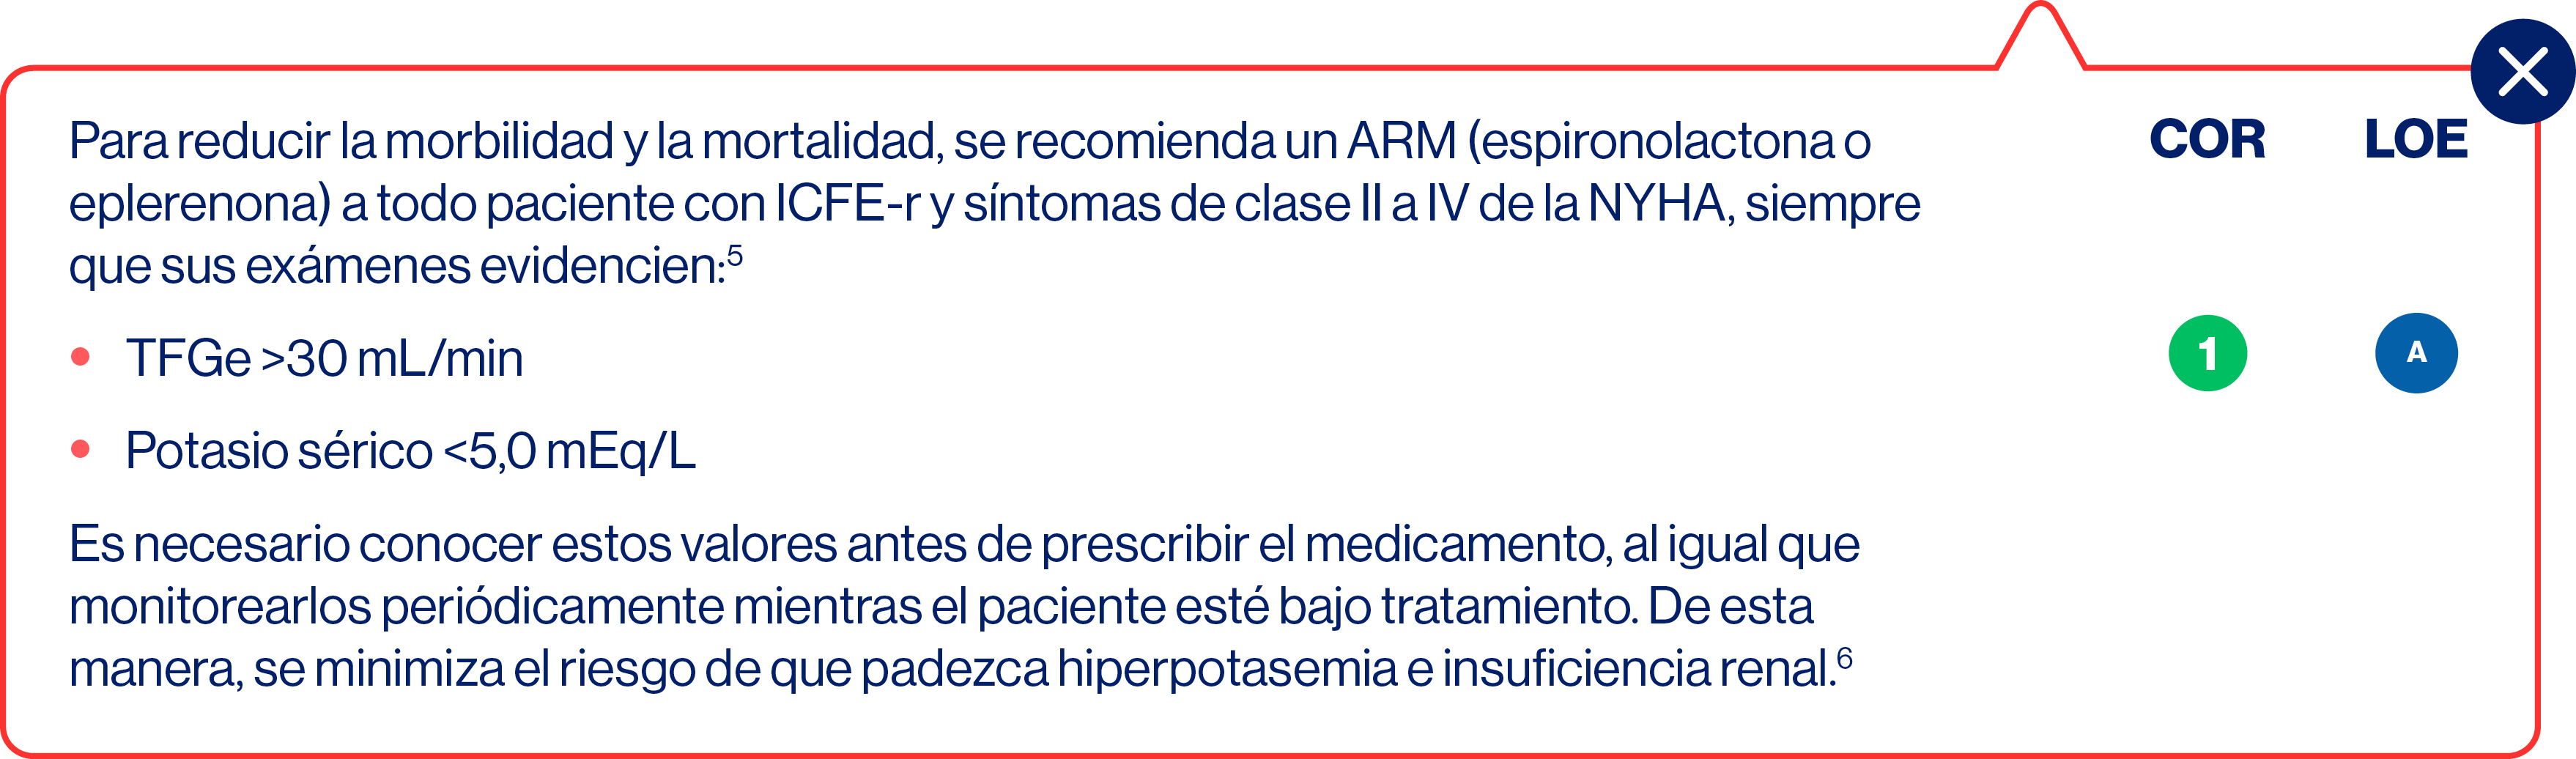 Para reducir la morbilidad y la mortalidad, se recomienda un ARM (espironolactona o
eplerenona) a todo paciente con ICFE-r y síntomas de clase II a IV de la NYHA, siempre
que sus exámenes evidencien:⁵
• TFGe >30 mL/min
• Potasio sérico <5,0 mEq/L
Es necesario conocer estos valores antes de prescribir el medicamento, al igual que
monitorearlos periódicamente mientras el paciente esté bajo tratamiento. De esta
manera, se minimiza el riesgo de que padezca hiperpotasemia e insuficiencia renal.⁶
COR LOE
1 A